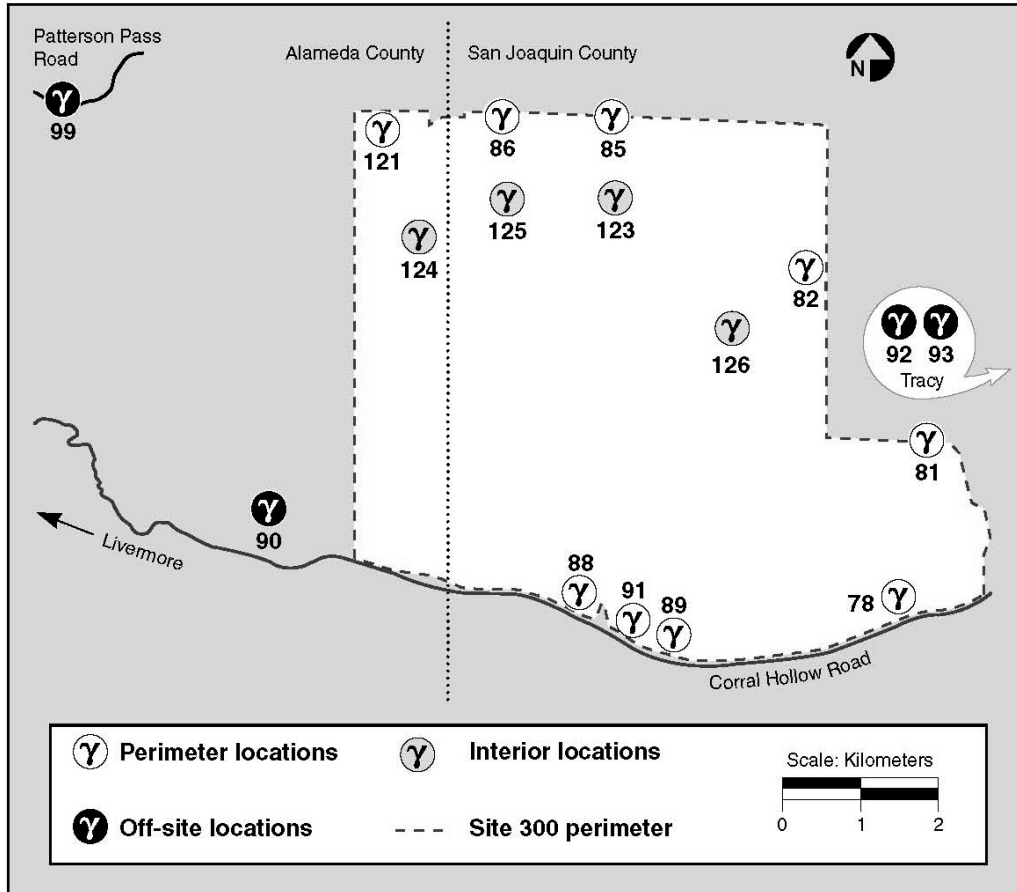 Patterson Pass
Road
Alameda County
San Joaquin County
N
γ
99
γ
121
γ
86
γ
85
γ
125
γ
123
γ
124
γ
82
γ
126
γ γ
92 93
Tracy
γ
81
γ
90
Livermore
88
γ
91
γ
89
γ
78 γ
Corral Hollow Road
γ Perimeter locations
γ Interior locations
Scale: Kilometers
0 1 2
γ Off-site locations
Site 300 perimeter